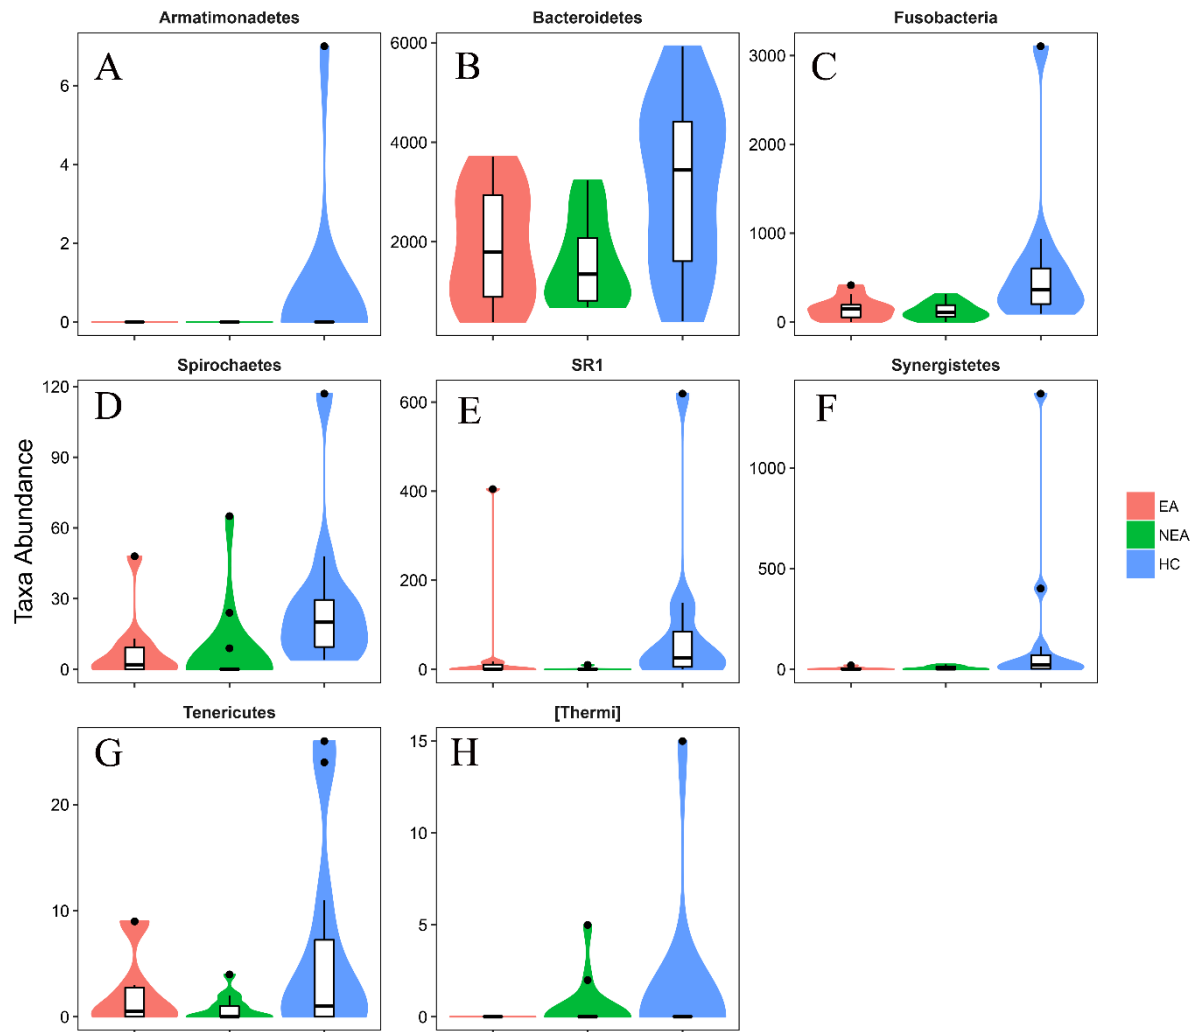 Armatimonadetes
Bacteroidetes
Fusobacteria
A
B
C
6
4
2
0
6000
4000
2000
3000
2000
1000
0
Spirochaetes
SR1
Synergistetes
D
E
F
120
90
60
30
0
600
400
200
0
1000
500
0
Taxa Abundance
EA
NEA
HC
Tenericutes
[Thermi]
G
H
20
10
0
15
10
5
0